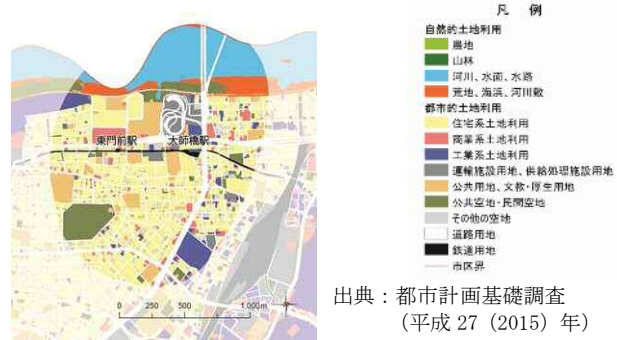 東門前駅
大師橋駅
0 250 500 1,000m
凡 例
自然的土地利用
農地
山林
河川、水面、水路
荒地、海浜、河川敷
都市的土地利用
住宅系土地利用
商業系土地利用
工業系土地利用
運輸施設用地、供給処理施設用地
公共用地、文教・厚生用地
公共空地・民間空地
その他の空地
道路用地
鉄道用地
市区界
出典：都市計画基礎調査
（平成 27（2015）年）